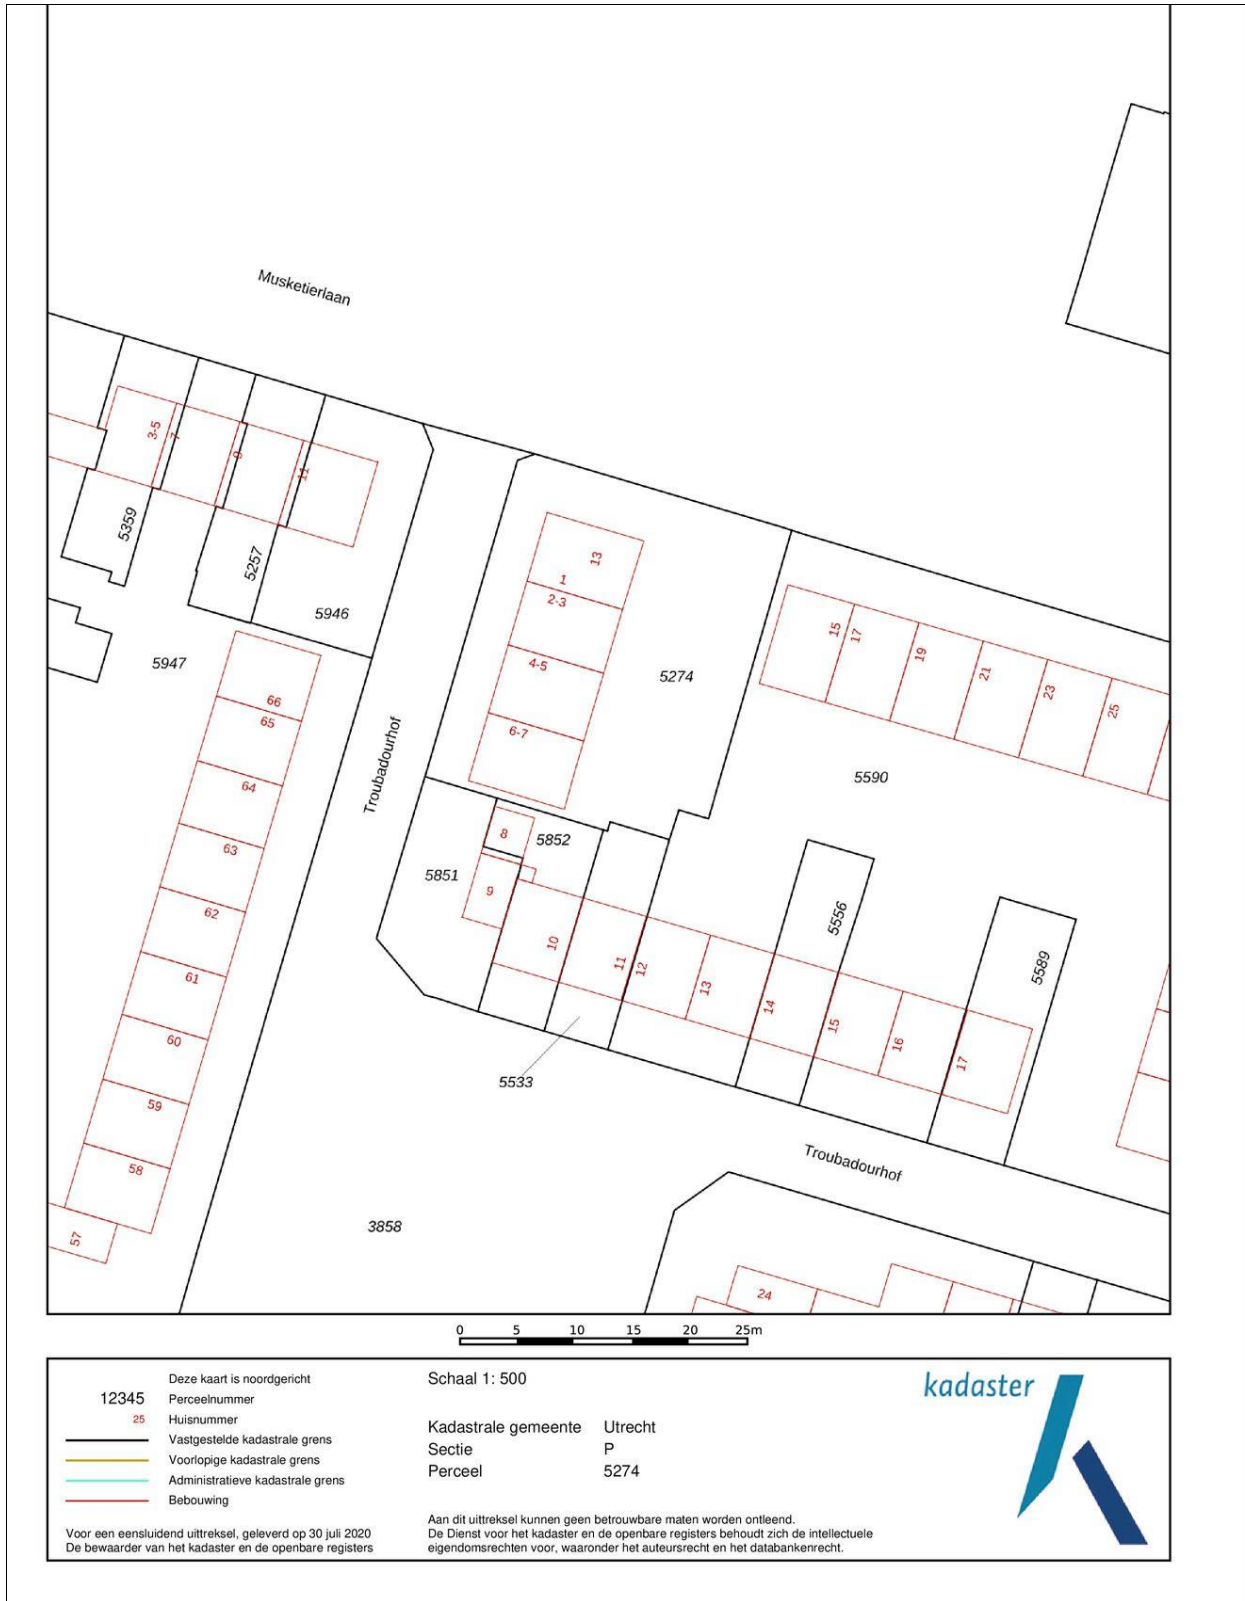 Musketierlaan
3-5
7
9
11
5359
5257
5946
5947
13
1
2-3
4-5
6-7
5274
15
17
19
21
23
25
5590
66
65
64
63
62
61
60
59
58
57
Troubadourhof
8
5852
5851
9
10
11
12
13
14
15
16
17
5556
5589
5533
Troubadourhof
3858
24
0 5 10 15 20 25m
Deze kaart is noordgericht
12345 Perceelnummer
25 Huisnummer
Vastgestelde kadastrale grens
Voorlopige kadastrale grens
Administratieve kadastrale grens
Bebouwing
Voor een eensluidend uittreksel, geleverd op 30 juli 2020
De bewaarder van het kadaster en de openbare registers
Schaal 1: 500
Kadastrale gemeente Utrecht
Sectie P
Perceel 5274
Aan dit uittreksel kunnen geen betrouwbare maten worden ontleend.
De Dienst voor het kadaster en de openbare registers behoudt zich de intellectuele
eigendomsrechten voor, waaronder het auteursrecht en het databankenrecht.
kadaster